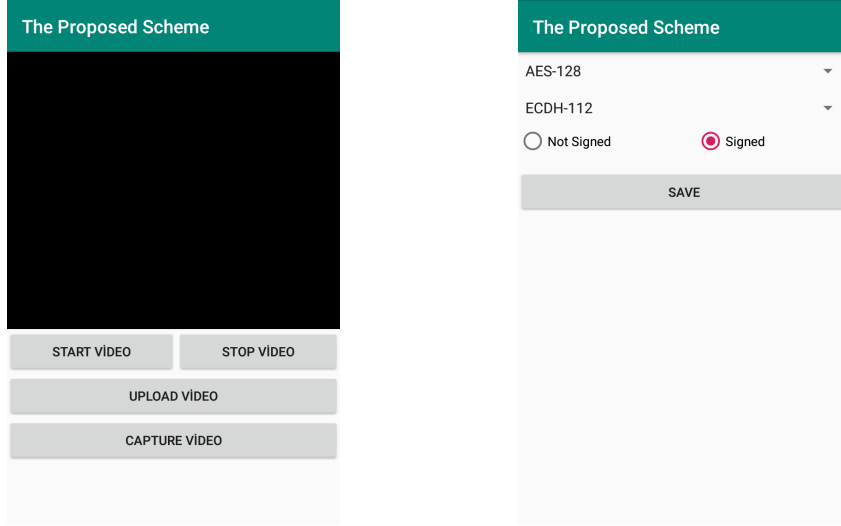 The Proposed Scheme
START VİDEO
STOP VİDEO
UPLOAD VİDEO
CAPTURE VİDEO
The Proposed Scheme
AES-128
ECDH-112
Not Signed
Signed
SAVE